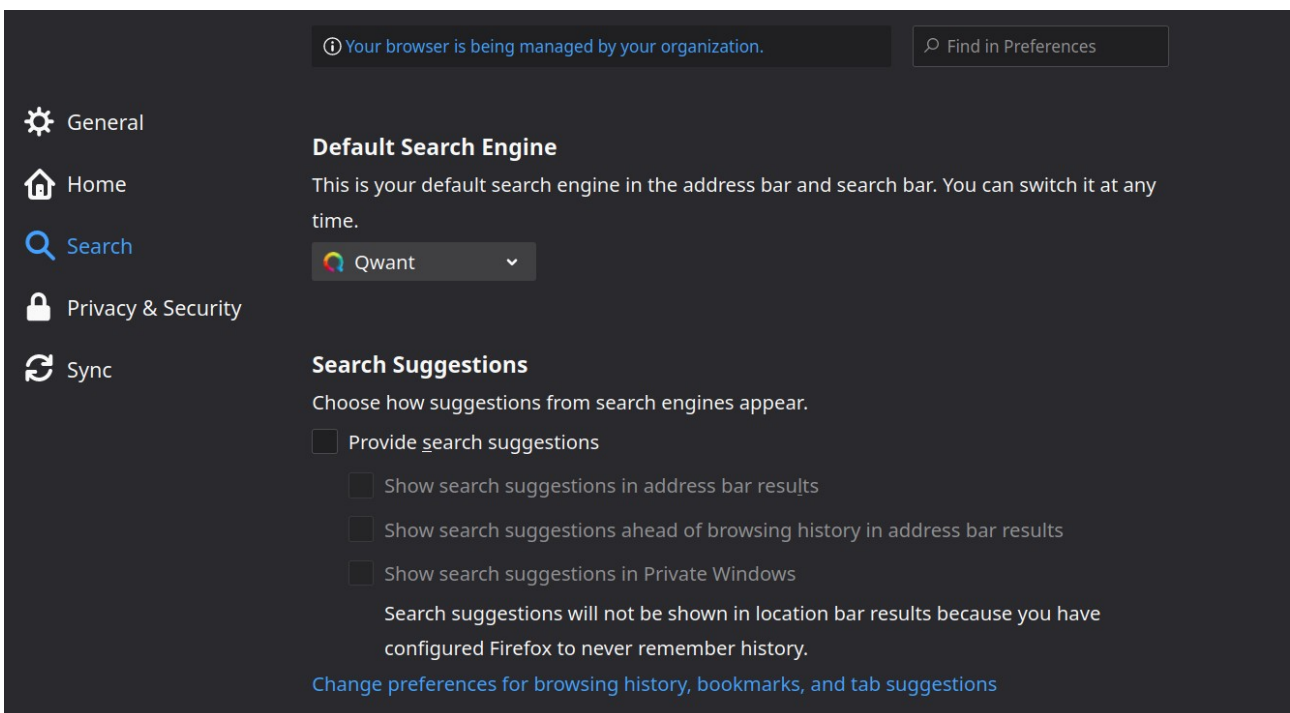 Your browser is being managed by your organization.
Find in Preferences
General
Home
Search
Privacy & Security
Sync
Default Search Engine
This is your default search engine in the address bar and search bar. You can switch it at any
time.
Qwant
Search Suggestions
Choose how suggestions from search engines appear.
Provide search suggestions
Show search suggestions in address bar results
Show search suggestions ahead of browsing history in address bar results
Show search suggestions in Private Windows
Search suggestions will not be shown in location bar results because you have
configured Firefox to never remember history.
Change preferences for browsing history, bookmarks, and tab suggestions